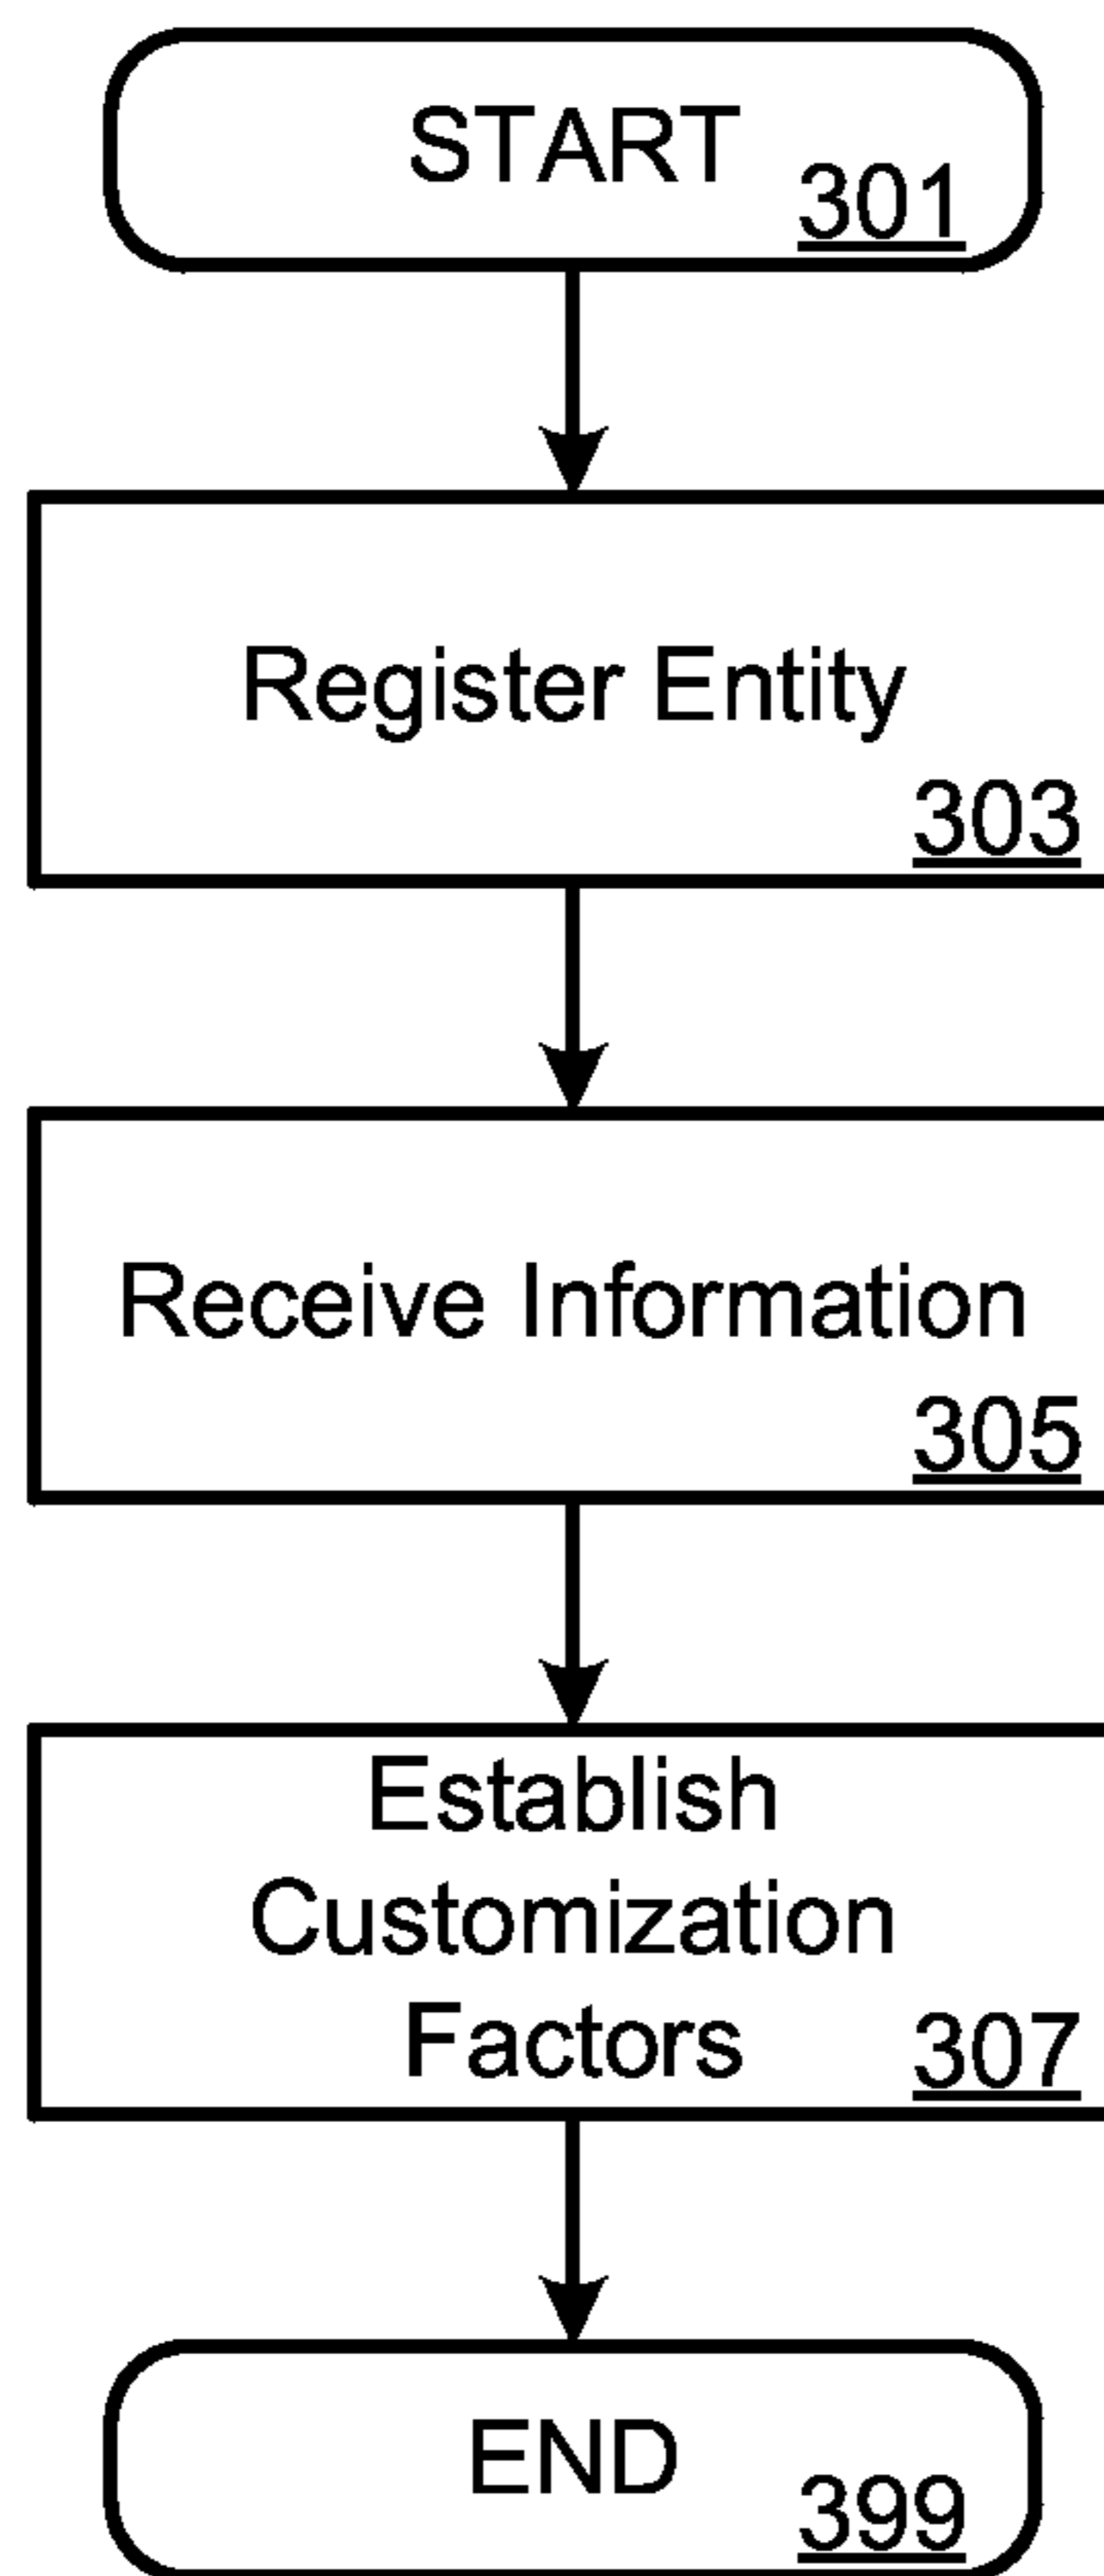 START
301
Register Entity
303
Receive Information
305
Establish
Customization
Factors
307
END
399